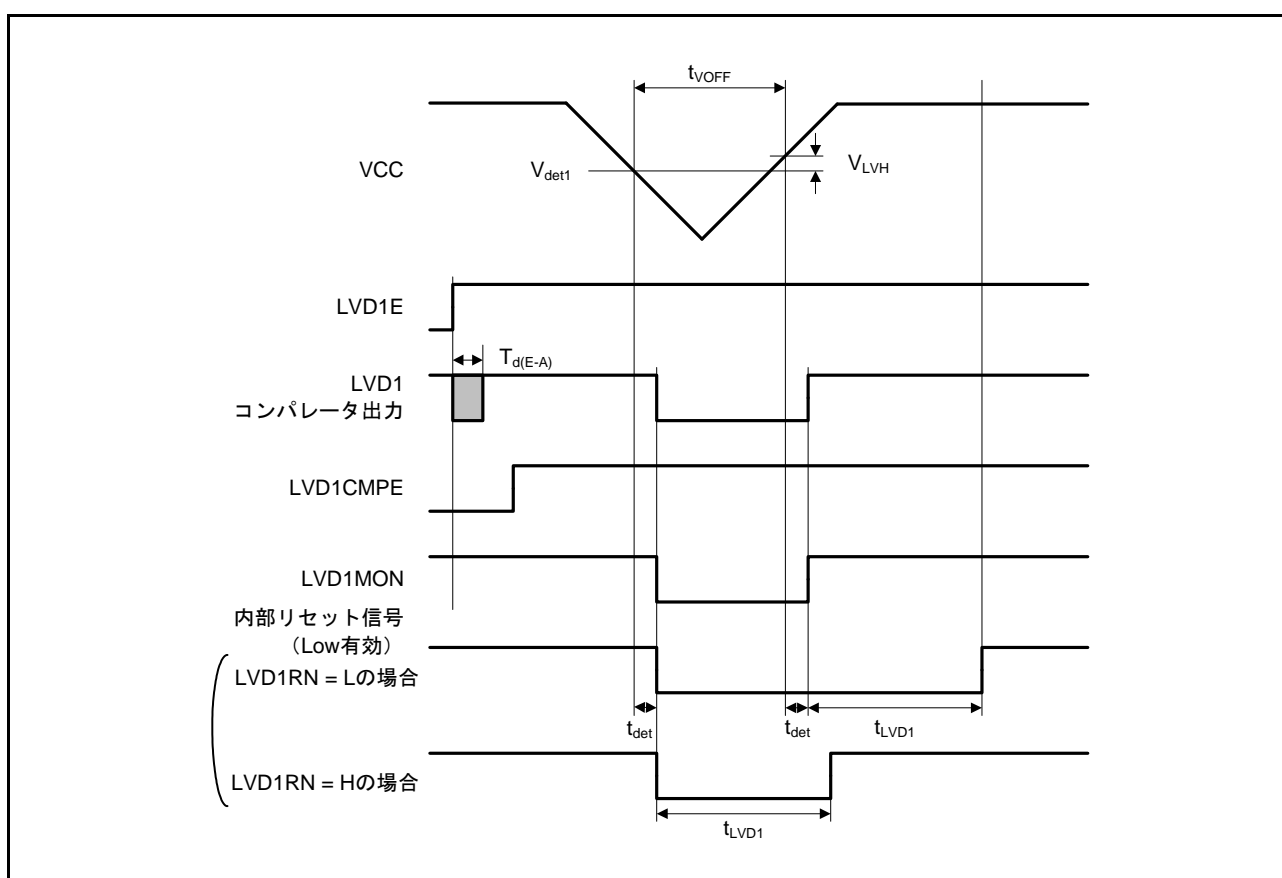 tVOFF
VCC
Vdet1
VLVH
LVD1E
Td(E-A)
LVD1
コンパレータ出力
LVD1CMPE
LVD1MON
内部リセット信号
(Low有効)
LVD1RN = Lの場合
tdet
tdet
tLVD1
LVD1RN = Hの場合
tLVD1